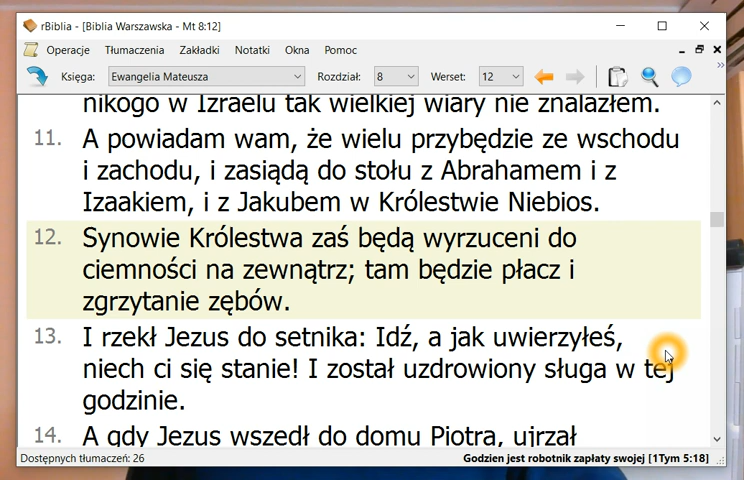 rBiblia - [Biblia Warszawska - Mt 8:12]
Operacje Tłumaczenia Zakładki Notatki Okna Pomoc
Księga: Ewangelia Mateusza Rozdział: 8 Werset: 12
nikogo w Izraelu tak wielkiej wiary nie znalazłem.
11. A powiadam wam, że wielu przybędzie ze wschodu
i zachodu, i zasiądą do stołu z Abrahamem i z
Izaakiem, i z Jakubem w Królestwie Niebios.
12. Synowie Królestwa zaś będą wyrzuceni do
ciemności na zewnątrz; tam będzie płacz i
zgrzytanie zębów.
13. I rzekł Jezus do setnika: Idź, a jak uwierzyłeś,
niech ci się stanie! I został uzdrowiony sługa w tej
godzinie.
14. A gdy Jezus wszedł do domu Piotra, ujrzał
Dostępnych tłumaczeń: 26 Godzien jest robotnik zapłaty swojej [1Tym 5:18]